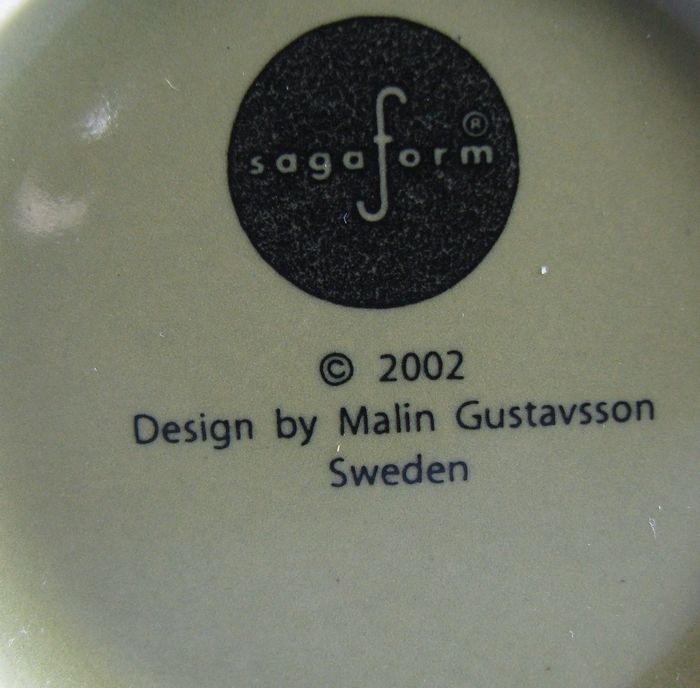 sagaform®
© 2002
Design by Malin Gustavsson
Sweden